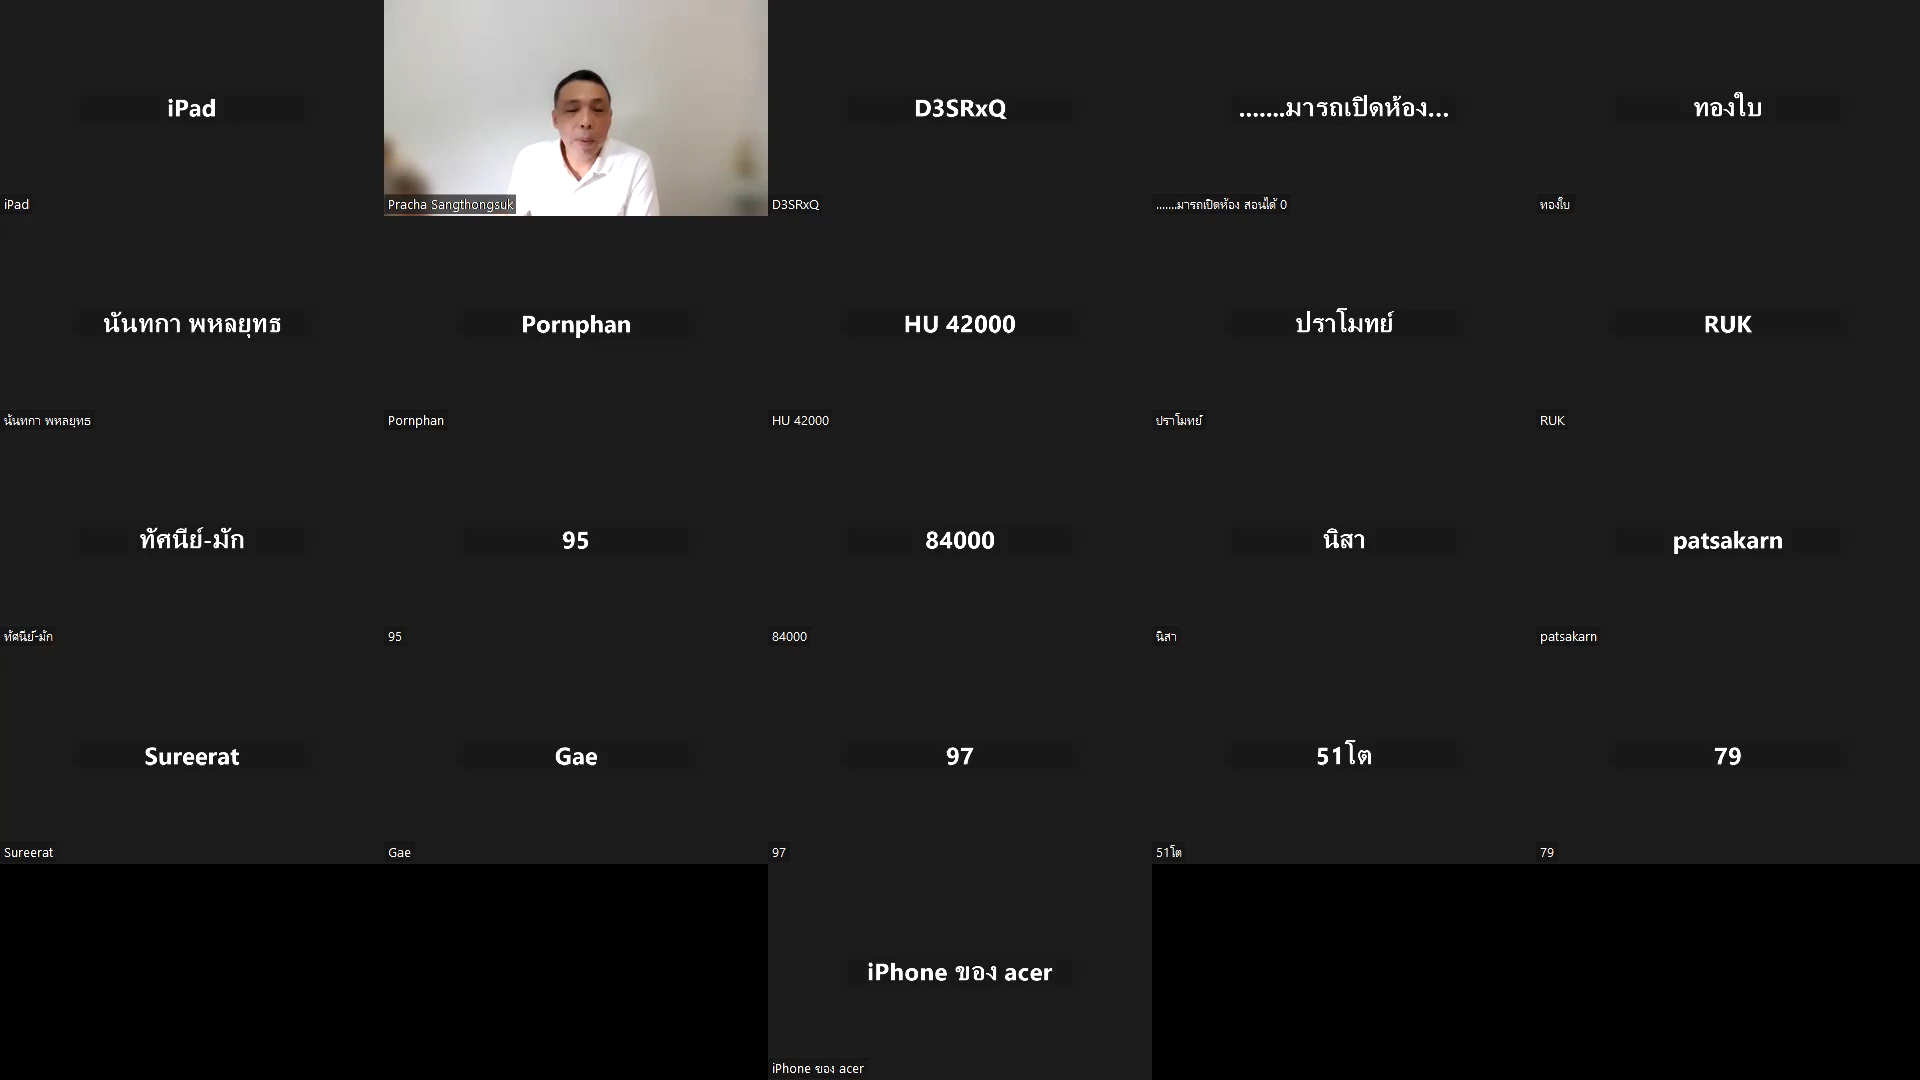 iPad
D3SRxQ
.......มารถเปิดห้อง...
ทองใบ
iPad
Pracha Sangthongsuk
D3SRxQ
.......มารถเปิดห้อง สอนได้ 0
ทองใบ
นันทกา พหลยุทธ
Pornphan
HU 42000
ปราโมทย์
RUK
นันทกา พหลยุทธ
Pornphan
HU 42000
ปราโมทย์
RUK
ทัศนีย์-มัก
95
84000
นิสา
patsakarn
ทัศนีย์-มัก
95
84000
นิสา
patsakarn
Sureerat
Gae
97
51โต
79
Sureerat
Gae
97
51โต
79
iPhone ของ acer
iPhone ของ acer